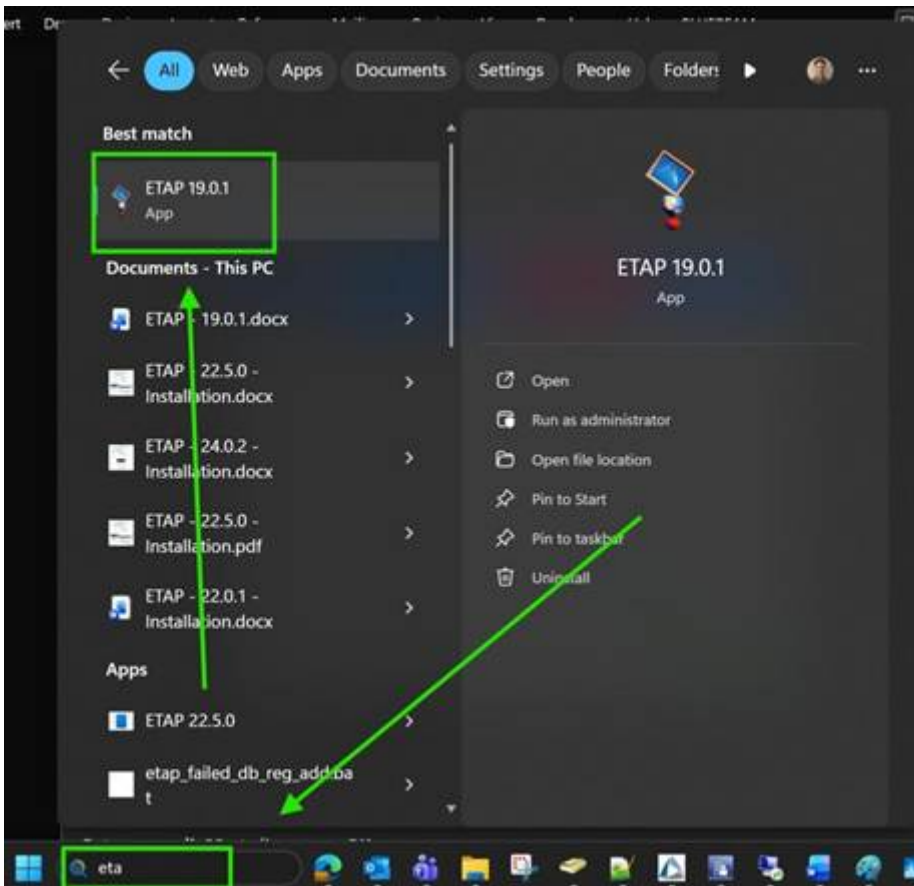 All Web Apps Documents Settings People Folders
Best match
ETAP 19.0.1
App
Documents - This PC
ETAP - 19.0.1.docx
ETAP - 22.5.0 -
Installation.docx
ETAP - 24.0.2 -
Installation.docx
ETAP - 22.5.0 -
Installation.pdf
ETAP - 22.0.1 -
Installation.docx
Apps
ETAP 22.5.0
etap_failed_db_reg_add.ba
t
ETAP 19.0.1
App
Open
Run as administrator
Open file location
Pin to Start
Pin to taskbar
Uninstall
eta